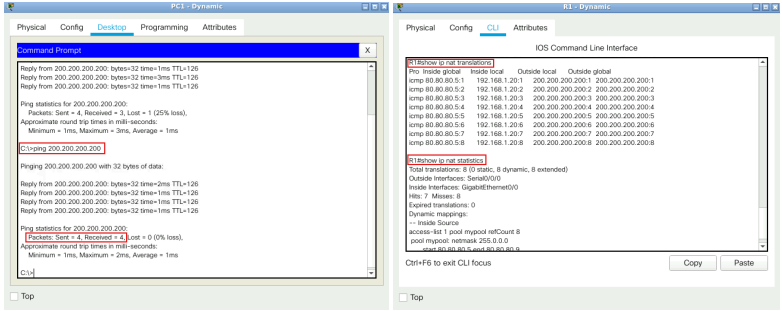 PC1 - Dynamic
Physical Config Desktop Programming Attributes
Command Prompt X
Reply from 200.200.200.200: bytes=32 time=1ms TTL=126
Reply from 200.200.200.200: bytes=32 time=3ms TTL=126
Reply from 200.200.200.200: bytes=32 time=1ms TTL=126
Ping statistics for 200.200.200.200:
Packets: Sent = 4, Received = 3, Lost = 1 (25% loss),
Approximate round trip times in milli-seconds:
Minimum = 1ms, Maximum = 3ms, Average = 1ms
C:\>ping 200.200.200.200
Pinging 200.200.200.200 with 32 bytes of data:
Reply from 200.200.200.200: bytes=32 time=2ms TTL=126
Reply from 200.200.200.200: bytes=32 time=1ms TTL=126
Reply from 200.200.200.200: bytes=32 time=1ms TTL=126
Reply from 200.200.200.200: bytes=32 time=1ms TTL=126
Ping statistics for 200.200.200.200:
Packets: Sent = 4, Received = 4, Lost = 0 (0% loss),
Approximate round trip times in milli-seconds:
Minimum = 1ms, Maximum = 2ms, Average = 1ms
C:\>
Top
R1 - Dynamic
Physical Config CLI Attributes
IOS Command Line Interface
R1#show ip nat translations
Pro Inside global Inside local Outside local Outside global
icmp 80.80.80.5:1 192.168.1.20:1 200.200.200.200:1 200.200.200.200:1
icmp 80.80.80.5:2 192.168.1.20:2 200.200.200.200:2 200.200.200.200:2
icmp 80.80.80.5:3 192.168.1.20:3 200.200.200.200:3 200.200.200.200:3
icmp 80.80.80.5:4 192.168.1.20:4 200.200.200.200:4 200.200.200.200:4
icmp 80.80.80.5:5 192.168.1.20:5 200.200.200.200:5 200.200.200.200:5
icmp 80.80.80.5:6 192.168.1.20:6 200.200.200.200:6 200.200.200.200:6
icmp 80.80.80.5:7 192.168.1.20:7 200.200.200.200:7 200.200.200.200:7
icmp 80.80.80.5:8 192.168.1.20:8 200.200.200.200:8 200.200.200.200:8
R1#show ip nat statistics
Total translations: 8 (0 static, 8 dynamic, 8 extended)
Outside Interfaces: Serial0/0/0
Inside Interfaces: GigabitEthernet0/0
Hits: 7 Misses: 8
Expired translations: 0
Dynamic mappings:
-- Inside Source
access-list 1 pool mypool refCount 8
pool mypool: netmask 255.0.0.0
start 80.80.80.5 end 80.80.80.9
Ctrl+F6 to exit CLI focus
Copy Paste
Top